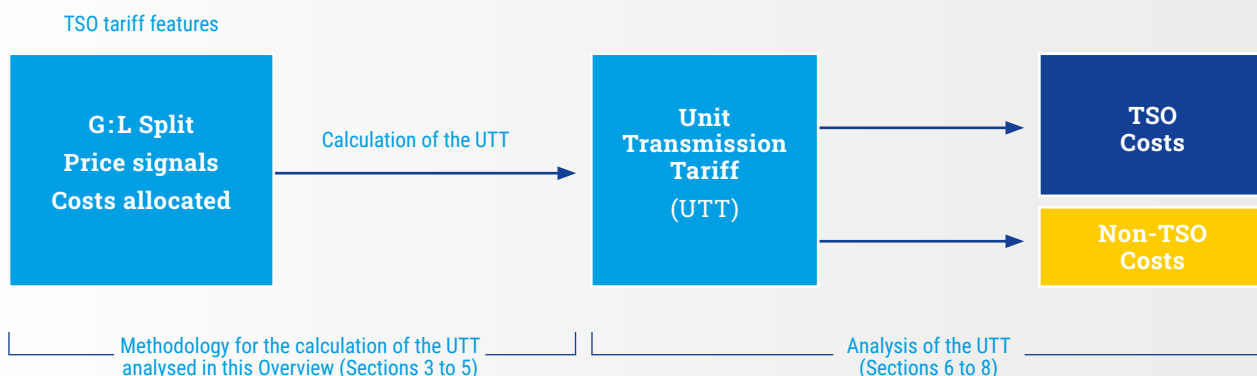 TSO tariff features
G:L Split
Price signals
Costs allocated
Calculation of the UTT
Unit
Transmission
Tariff
(UTT)
TSO
Costs
Non-TSO
Costs
Methodology for the calculation of the UTT
analysed in this Overview (Sections 3 to 5)
Analysis of the UTT
(Sections 6 to 8)